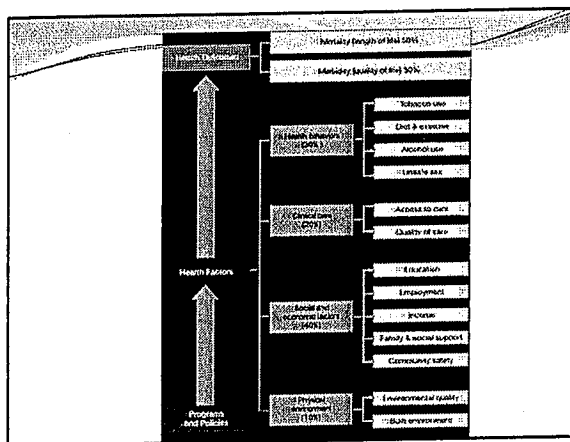 Health Outcomes
Mortality (length of life) 50%
Morbidity (quality of life) 50%
Tobacco use
Health behaviors
(30%)
Diet & exercise
Alcohol use
Unsafe sex
Clinical care
(20%)
Access to care
Quality of care
Health Factors
Education
Employment
Social and
economic factors
(40%)
Income
Family & social support
Community safety
Physical
environment
(10%)
Environmental quality
Built environment
Programs
and Policies